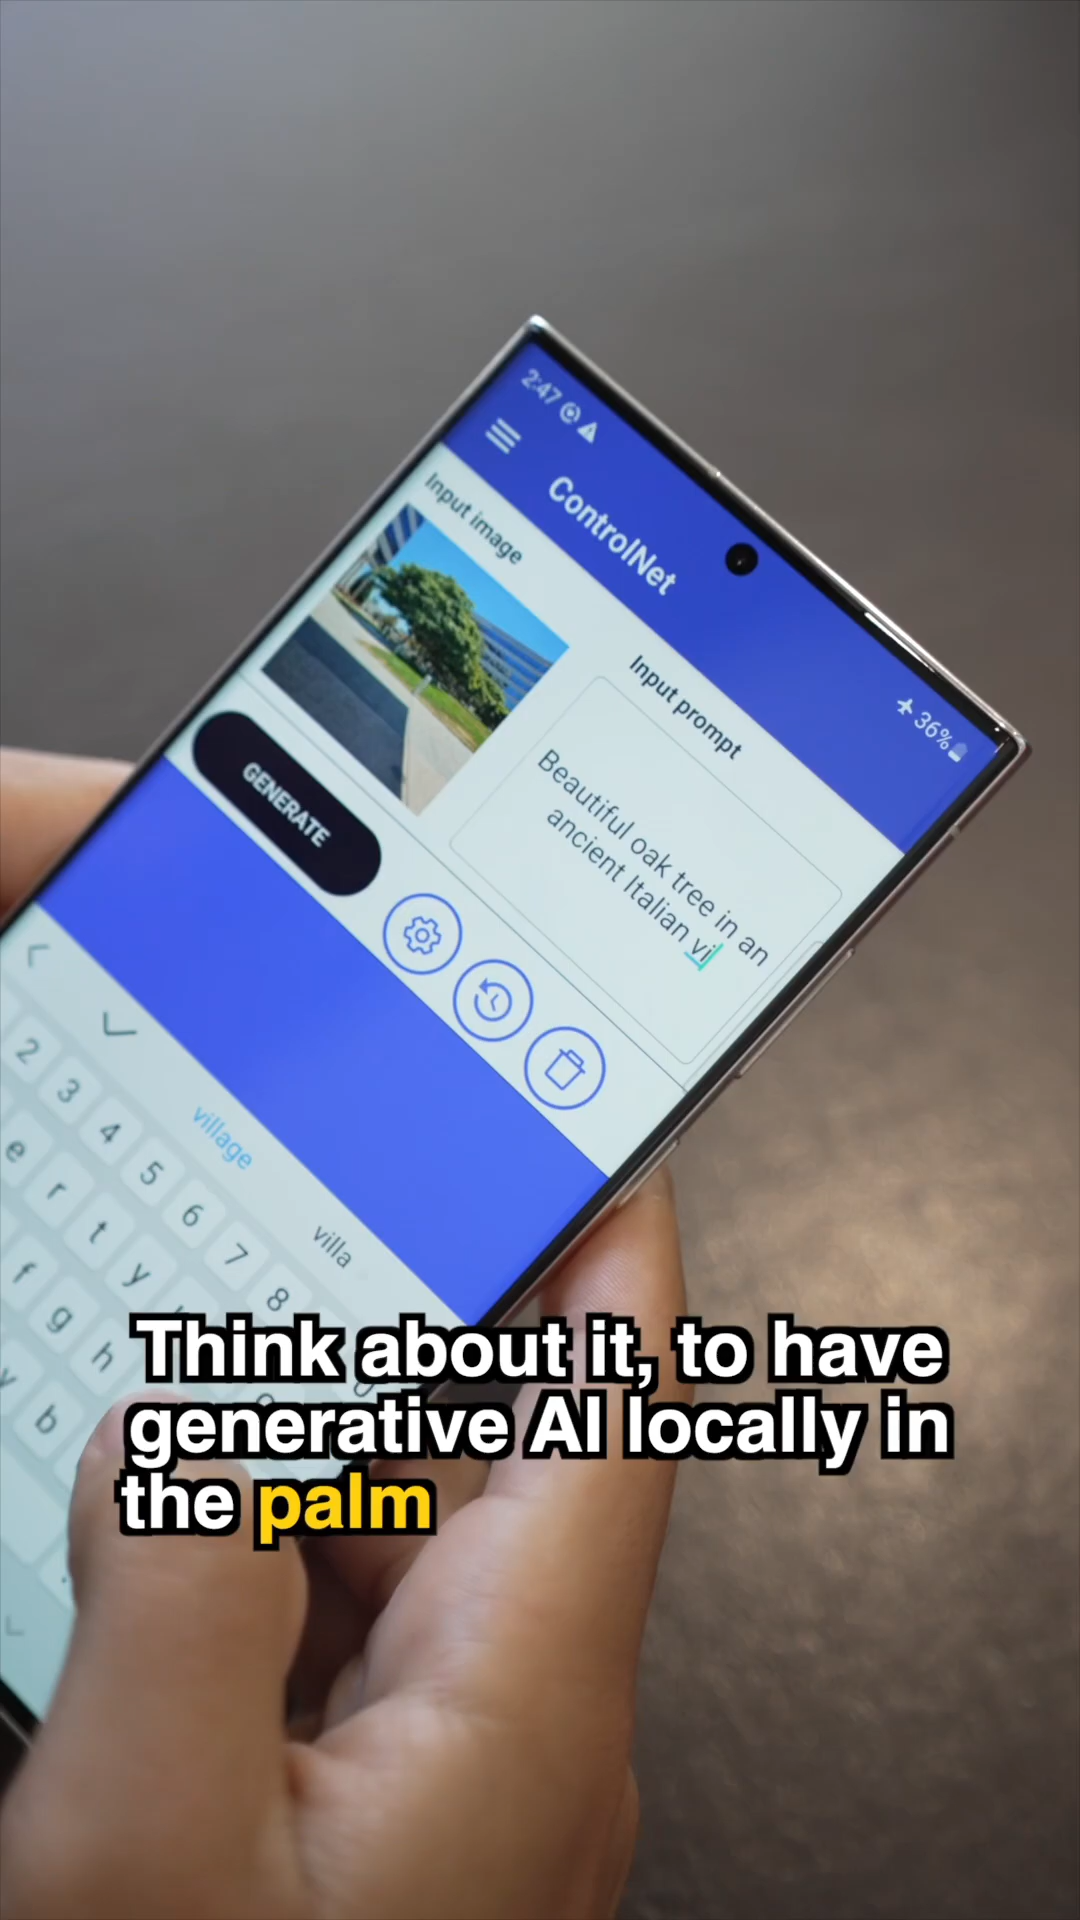 2:47
36%
ControlNet
Input image
Input prompt
Beautiful oak tree in an
ancient Italian vi
GENERATE
village
villa
2 3 4 5 6 7 8
e r t y
f g h
v b
Think about it, to have
generative AI locally in
the palm